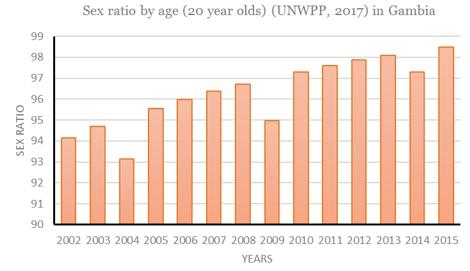 Sex ratio by age (20 year olds) (UNWPP, 2017) in Gambia
99
98
97
96
95
94
93
92
91
90
SEX RATIO
2002 2003 2004 2005 2006 2007 2008 2009 2010 2011 2012 2013 2014 2015
YEARS